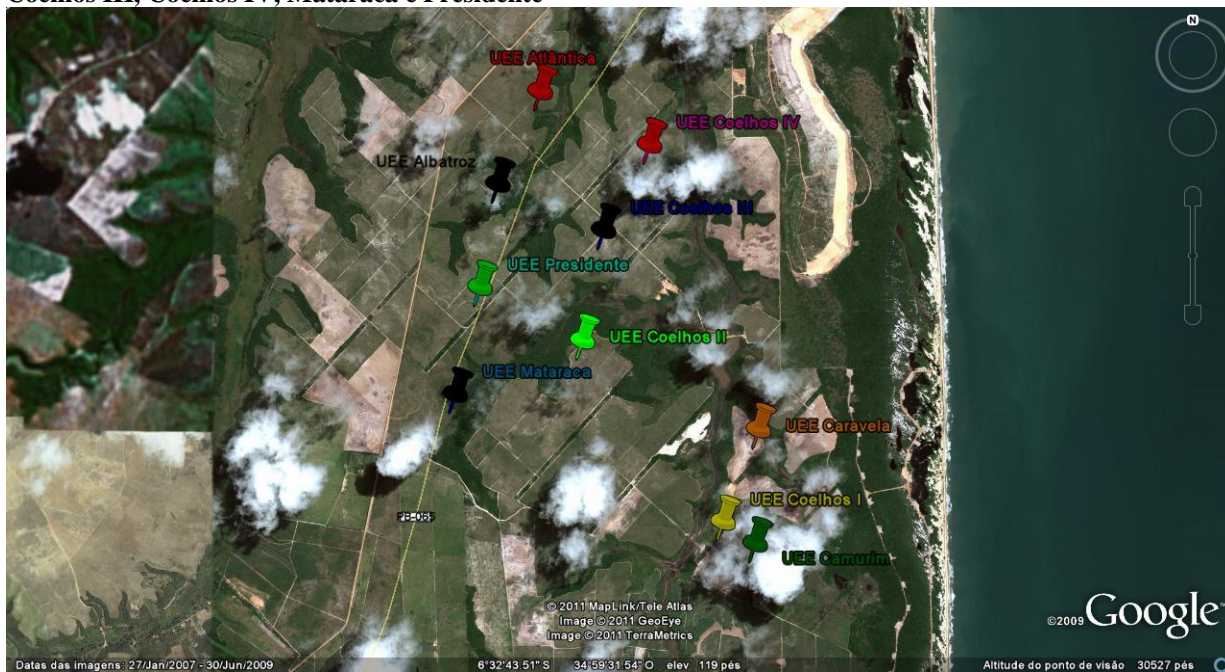 Coelhos III, Coelhos IV, Mataraca e Presidente
N
UEE Atlântica
UEE Coelhos IV
UEE Albatroz
UEE Coelhos III
UEE Presidente
UEE Coelhos II
UEE Mataraca
UEE Caravela
UEE Coelhos I
PB-065
UEE Camurim
© 2011 MapLink/Tele Atlas
Image © 2011 GeoEye
Image © 2011 TerraMetrics
©2009 Google
Datas das imagens: 27/Jan/2007 - 30/Jun/2009 6°32'43.51" S 34°59'31.54" O elev 119 pés Altitude do ponto de visão 30527 pés